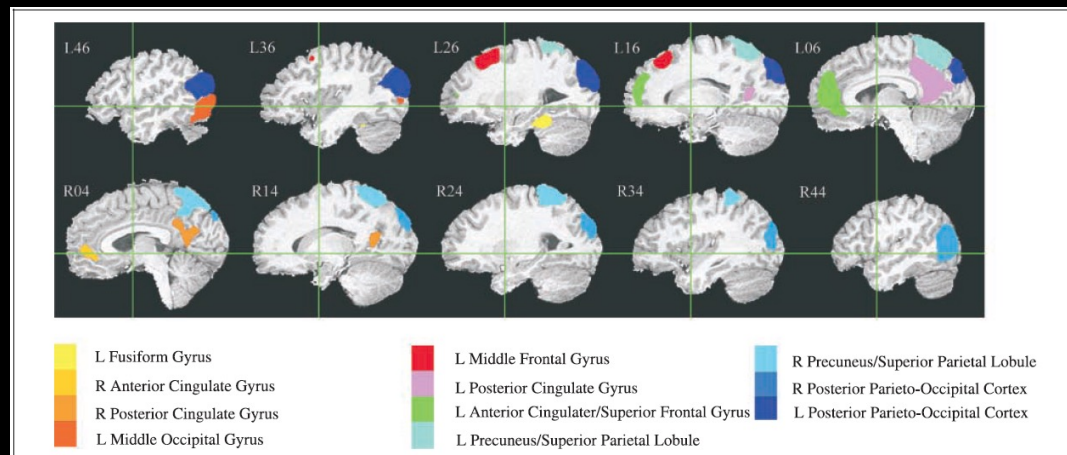 L46 L36 L26 L16 L06
R04 R14 R24 R34 R44
L Fusiform Gyrus
R Anterior Cingulate Gyrus
R Posterior Cingulate Gyrus
L Middle Occipital Gyrus
L Middle Frontal Gyrus
L Posterior Cingulate Gyrus
L Anterior Cingulater/Superior Frontal Gyrus
L Precuneus/Superior Parietal Lobule
R Precuneus/Superior Parietal Lobule
R Posterior Parieto-Occipital Cortex
L Posterior Parieto-Occipital Cortex